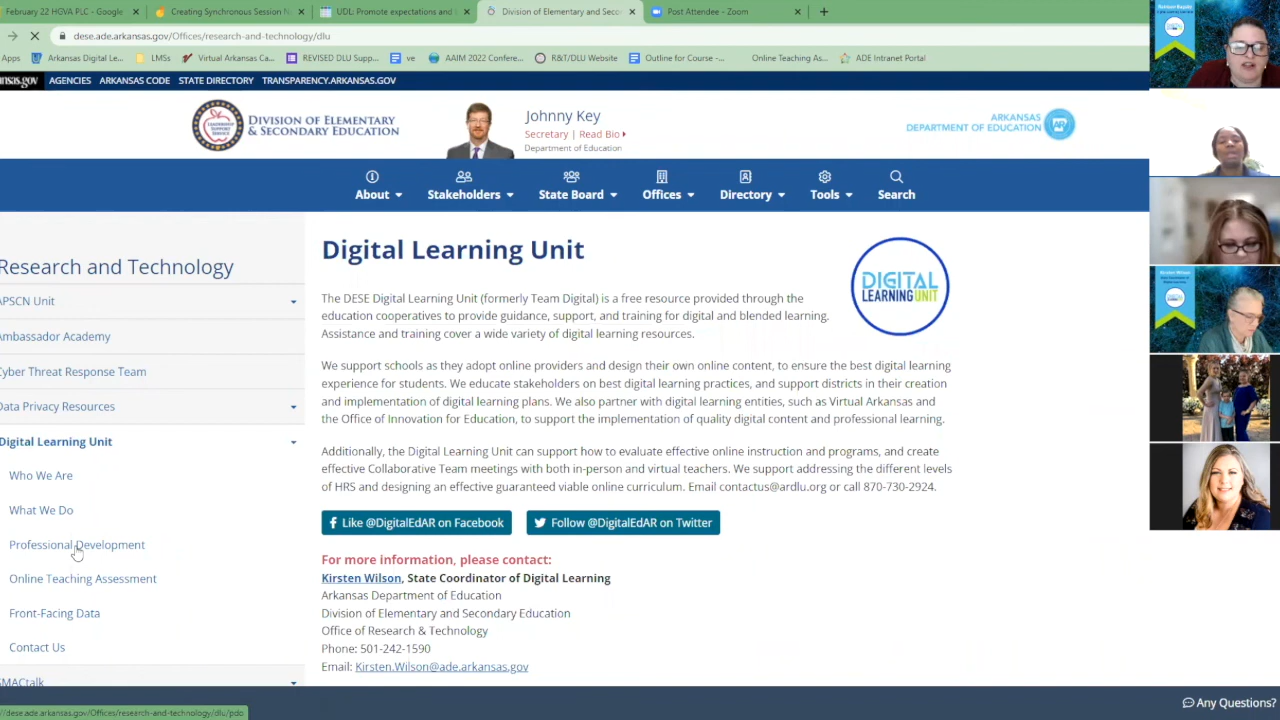 February 22 HGVA PLC - Google
Creating Synchronous Session N
UDL: Promote expectations and
Division of Elementary and Seco
Post Attendee - Zoom
dese.ade.arkansas.gov/Offices/research-and-technology/dlu
Apps
Arkansas Digital Le...
LMSs
Virtual Arkansas Ca...
REVISED DLU Supp...
ve
AAIM 2022 Confere...
R&T/DLU Website
Outline for Course -...
Online Teaching As...
ADE Intranet Portal
nsas.gov
AGENCIES
ARKANSAS CODE
STATE DIRECTORY
TRANSPARENCY.ARKANSAS.GOV
DIVISION OF ELEMENTARY
& SECONDARY EDUCATION
Johnny Key
Secretary | Read Bio
Department of Education
ARKANSAS
DEPARTMENT OF EDUCATION
AR
About
Stakeholders
State Board
Offices
Directory
Tools
Search
Research and Technology
APSCN Unit
Ambassador Academy
Cyber Threat Response Team
Data Privacy Resources
Digital Learning Unit
Who We Are
What We Do
Professional Development
Online Teaching Assessment
Front-Facing Data
Contact Us
SMACtalk
Digital Learning Unit
DIGITAL
LEARNING UNIT
The DESE Digital Learning Unit (formerly Team Digital) is a free resource provided through the
education cooperatives to provide guidance, support, and training for digital and blended learning.
Assistance and training cover a wide variety of digital learning resources.
We support schools as they adopt online providers and design their own online content, to ensure the best digital learning
experience for students. We educate stakeholders on best digital learning practices, and support districts in their creation
and implementation of digital learning plans. We also partner with digital learning entities, such as Virtual Arkansas and
the Office of Innovation for Education, to support the implementation of quality digital content and professional learning.
Additionally, the Digital Learning Unit can support how to evaluate effective online instruction and programs, and create
effective Collaborative Team meetings with both in-person and virtual teachers. We support addressing the different levels
of HRS and designing an effective guaranteed viable online curriculum. Email contactus@ardlu.org or call 870-730-2924.
Like @DigitalEdAR on Facebook
Follow @DigitalEdAR on Twitter
For more information, please contact:
Kirsten Wilson, State Coordinator of Digital Learning
Arkansas Department of Education
Division of Elementary and Secondary Education
Office of Research & Technology
Phone: 501-242-1590
Email: Kirsten.Wilson@ade.arkansas.gov
//dese.ade.arkansas.gov/Offices/research-and-technology/dlu/pdo
Any Questions?
Kirsten Wilson